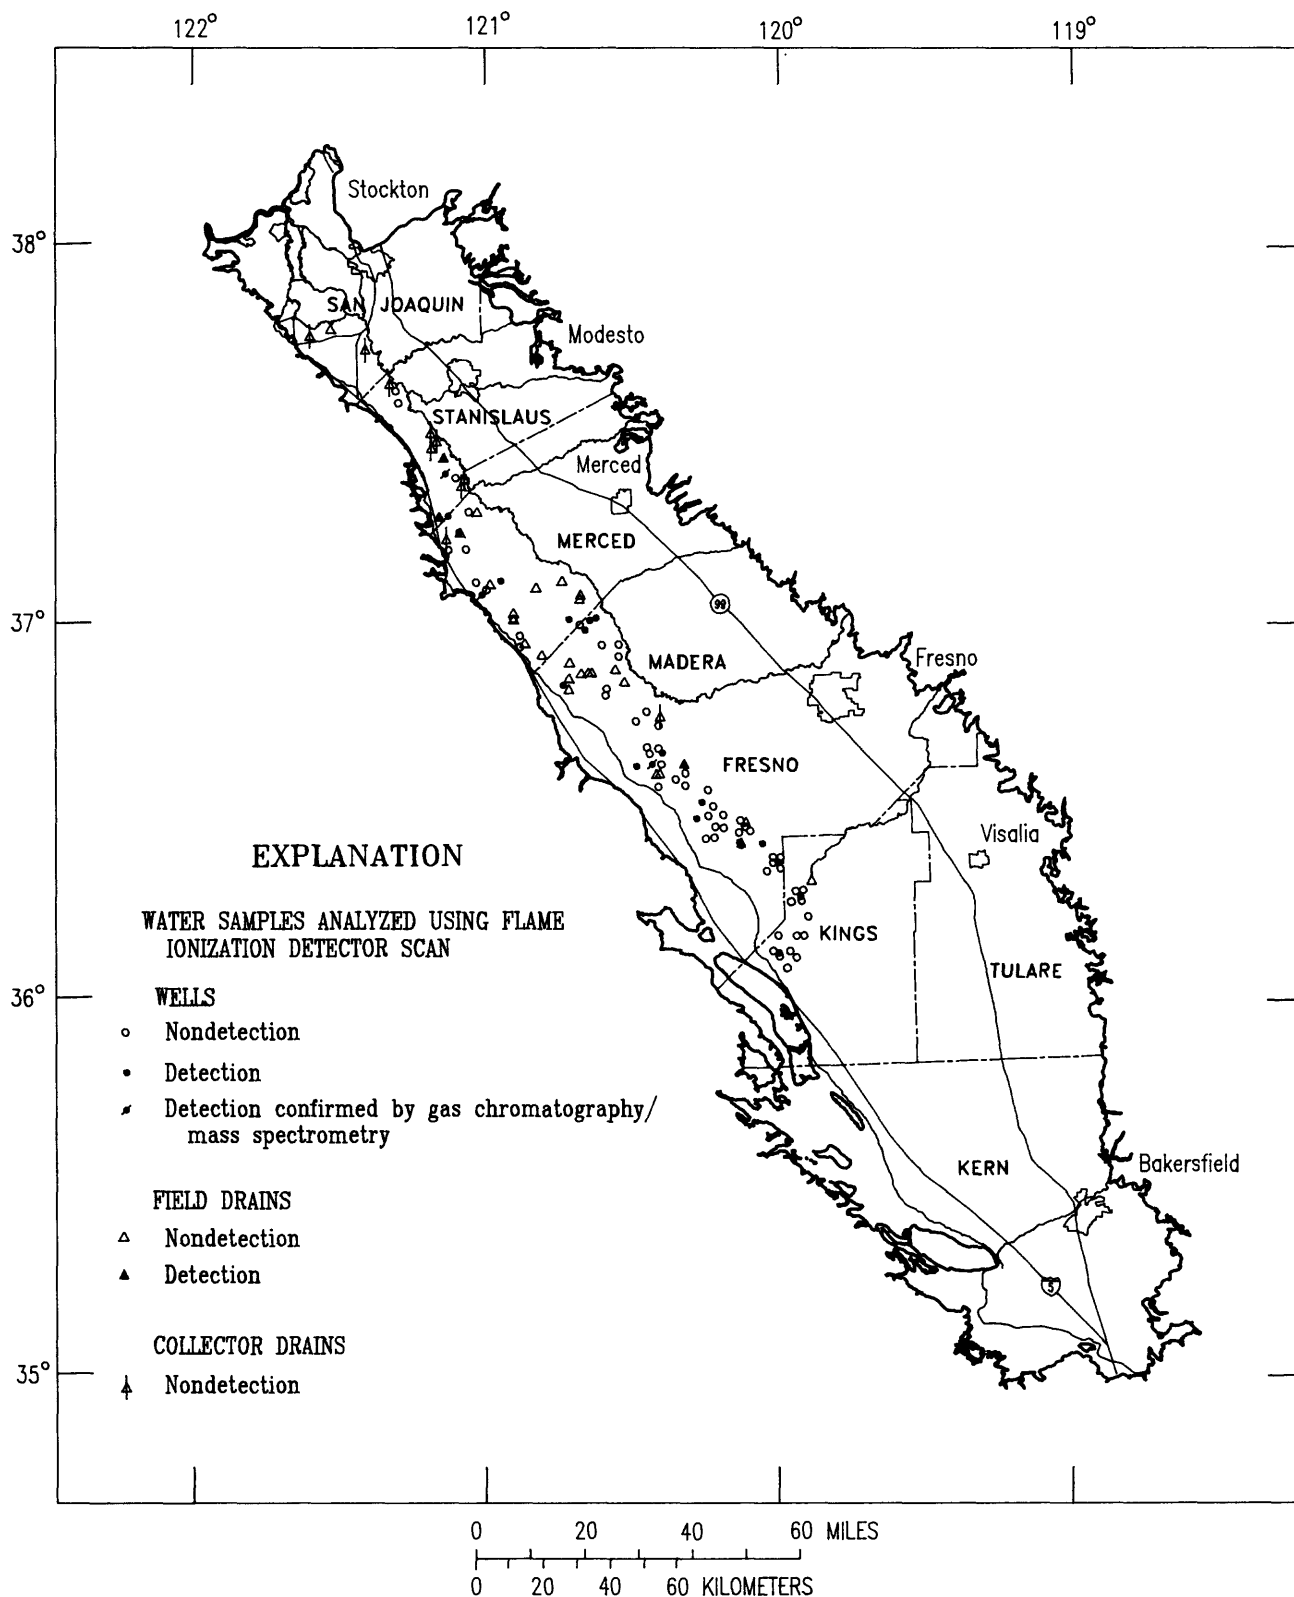 122° 121° 120° 119°
Stockton
38°
SAN JOAQUIN
Modesto
STANISLAUS
Merced
MERCED
99
37°
MADERA
Fresno
FRESNO
Visalia
KINGS
TULARE
36°
KERN
Bakersfield
5
35°
EXPLANATION
WATER SAMPLES ANALYZED USING FLAME
IONIZATION DETECTOR SCAN
WELLS
Nondetection
Detection
Detection confirmed by gas chromatography/
mass spectrometry
FIELD DRAINS
Nondetection
Detection
COLLECTOR DRAINS
Nondetection
0 20 40 60 MILES
0 20 40 60 KILOMETERS